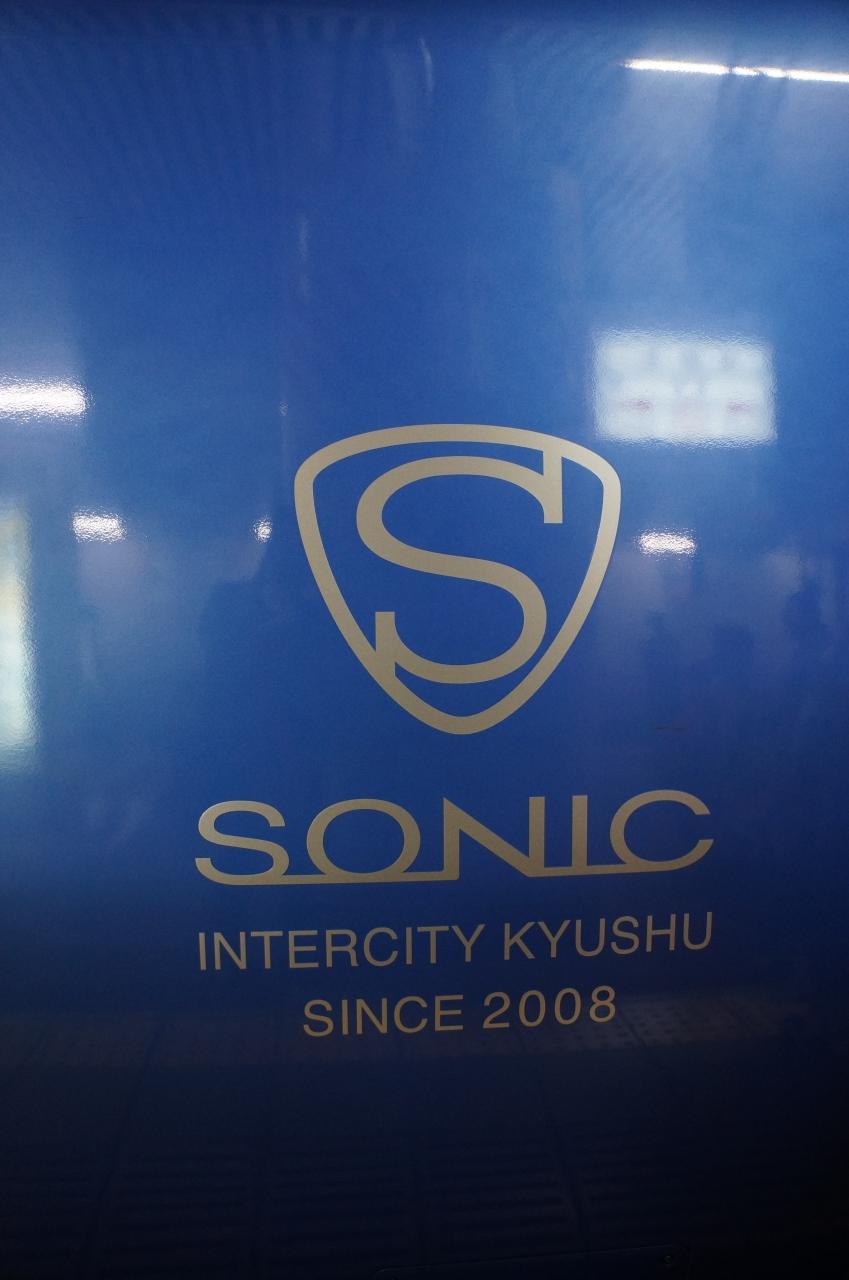 S
SONIC
INTERCITY KYUSHU
SINCE 2008